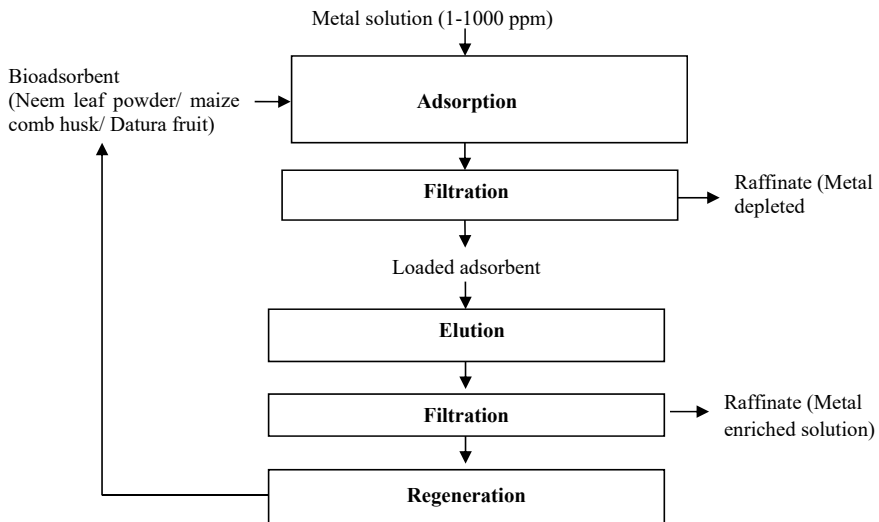 Metal solution (1-1000 ppm)
Bioadsorbent
(Neem leaf powder/ maize
comb husk/ Datura fruit)
Adsorption
Filtration
Raffinate (Metal
depleted
Loaded adsorbent
Elution
Filtration
Raffinate (Metal
enriched solution)
Regeneration